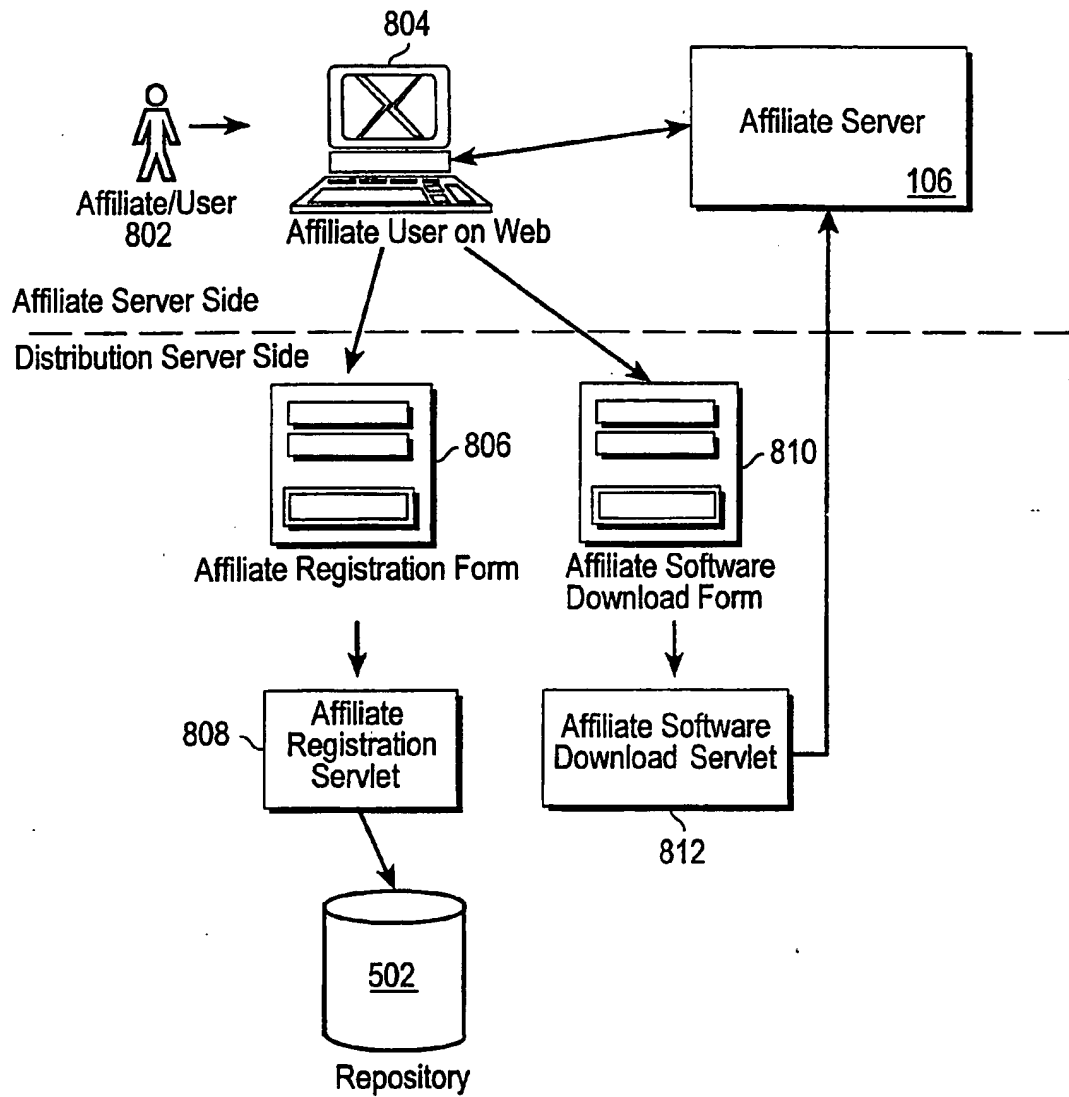 804
Affiliate Server
106
Affiliate/User
802
Affiliate User on Web
Affiliate Server Side
Distribution Server Side
806
810
Affiliate Registration Form
Affiliate Software
Download Form
808
Affiliate
Registration
Servlet
Affiliate Software
Download Servlet
812
502
Repository